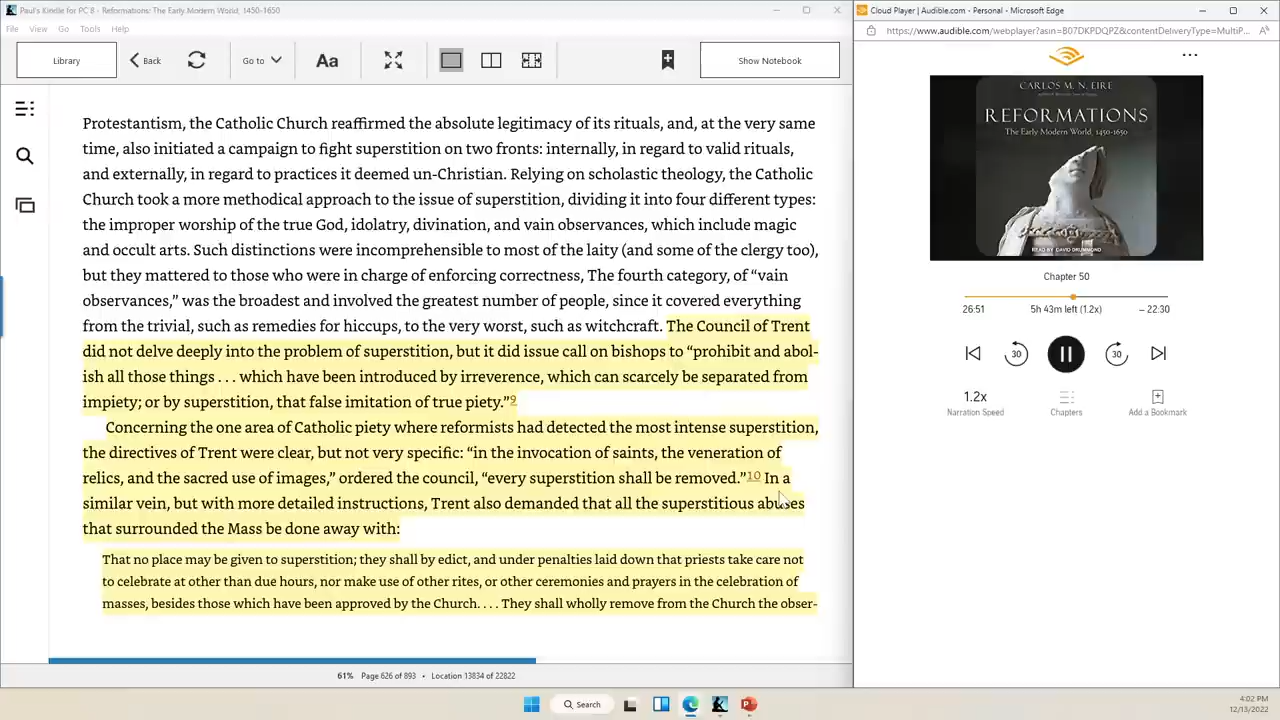 Paul's Kindle for PC 8 - Reformations: The Early Modern World, 1450-1650
File View Go Tools Help
Library
Back
Go to
Aa
Show Notebook
Protestantism, the Catholic Church reaffirmed the absolute legitimacy of its rituals, and, at the very same
time, also initiated a campaign to fight superstition on two fronts: internally, in regard to valid rituals,
and externally, in regard to practices it deemed un-Christian. Relying on scholastic theology, the Catholic
Church took a more methodical approach to the issue of superstition, dividing it into four different types:
the improper worship of the true God, idolatry, divination, and vain observances, which include magic
and occult arts. Such distinctions were incomprehensible to most of the laity (and some of the clergy too),
but they mattered to those who were in charge of enforcing correctness, The fourth category, of “vain
observances,” was the broadest and involved the greatest number of people, since it covered everything
from the trivial, such as remedies for hiccups, to the very worst, such as witchcraft. The Council of Trent
did not delve deeply into the problem of superstition, but it did issue call on bishops to “prohibit and abol-
ish all those things . . . which have been introduced by irreverence, which can scarcely be separated from
impiety; or by superstition, that false imitation of true piety.”9
Concerning the one area of Catholic piety where reformists had detected the most intense superstition,
the directives of Trent were clear, but not very specific: “in the invocation of saints, the veneration of
relics, and the sacred use of images,” ordered the council, “every superstition shall be removed.”10 In a
similar vein, but with more detailed instructions, Trent also demanded that all the superstitious abuses
that surrounded the Mass be done away with:
That no place may be given to superstition; they shall by edict, and under penalties laid down that priests take care not
to celebrate at other than due hours, nor make use of other rites, or other ceremonies and prayers in the celebration of
masses, besides those which have been approved by the Church. . . . They shall wholly remove from the Church the obser-
61% Page 626 of 893 • Location 13834 of 22822
Cloud Player | Audible.com - Personal - Microsoft Edge
https://www.audible.com/webplayer?asin=B07DKPDQPZ&contentDeliveryType=MultiP...
CARLOS M. N. EIRE
REFORMATIONS
The Early Modern World, 1450-1650
READ BY DAVID DRUMMOND
Chapter 50
26:51 5h 43m left (1.2x) – 22:30
30 30
1.2x
Narration Speed Chapters Add a Bookmark
Search
4:02 PM
12/13/2022